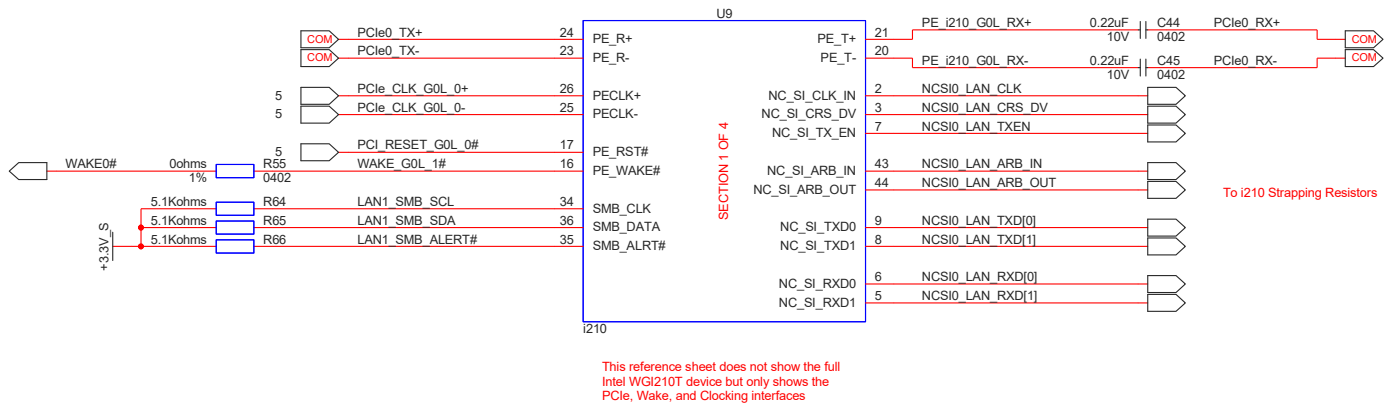 U9
COM PCIe0_TX+ 24 PE_R+ PE_T+ 21 PE_i210_G0L_RX+ 0.22uF 10V C44 0402 PCIe0_RX+ COM
COM PCIe0_TX- 23 PE_R- PE_T- 20 PE_i210_G0L_RX- 0.22uF 10V C45 0402 PCIe0_RX- COM
5 PCIe_CLK_G0L_0+ 26 PECLK+ NC_SI_CLK_IN 2 NCSI0_LAN_CLK
5 PCIe_CLK_G0L_0- 25 PECLK- NC_SI_CRS_DV 3 NCSI0_LAN_CRS_DV
NC_SI_TX_EN 7 NCSI0_LAN_TXEN
5 PCI_RESET_G0L_0# 17 PE_RST#
WAKE0# 0ohms 1% R55 0402 WAKE_G0L_1# 16 PE_WAKE# NC_SI_ARB_IN 43 NCSI0_LAN_ARB_IN
NC_SI_ARB_OUT 44 NCSI0_LAN_ARB_OUT
To i210 Strapping Resistors
5.1Kohms R64 LAN1_SMB_SCL 34 SMB_CLK
5.1Kohms R65 LAN1_SMB_SDA 36 SMB_DATA NC_SI_TXD0 9 NCSI0_LAN_TXD[0]
5.1Kohms R66 LAN1_SMB_ALERT# 35 SMB_ALRT# NC_SI_TXD1 8 NCSI0_LAN_TXD[1]
+3.3V_S
SECTION 1 OF 4
NC_SI_RXD0 6 NCSI0_LAN_RXD[0]
NC_SI_RXD1 5 NCSI0_LAN_RXD[1]
i210
This reference sheet does not show the full
Intel WGI210T device but only shows the
PCIe, Wake, and Clocking interfaces